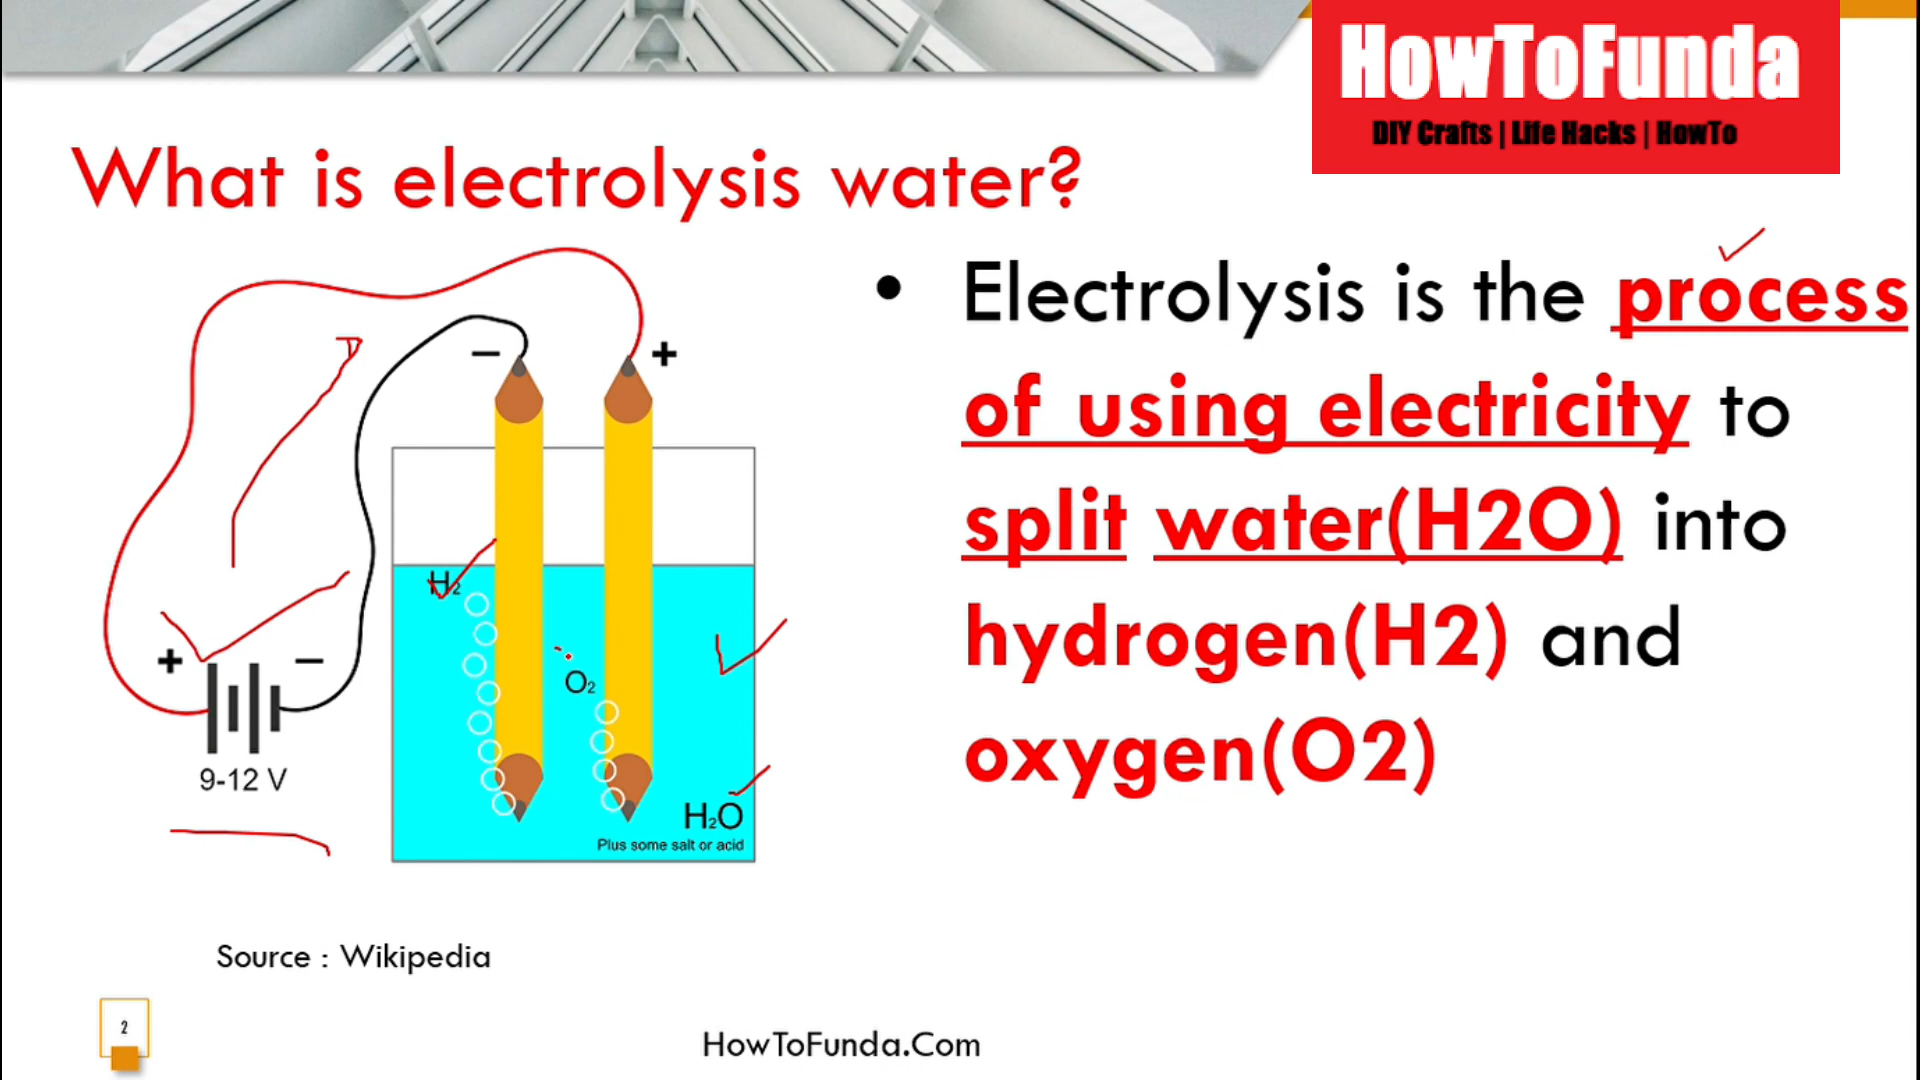 HowToFunda
DIY Crafts | Life Hacks | HowTo
What is electrolysis water?
• Electrolysis is the process
of using electricity to
split water(H2O) into
hydrogen(H2) and
oxygen(O2)
− +
H₂
O₂
+ −
9-12 V
H₂O
Plus some salt or acid
Source : Wikipedia
2
HowToFunda.Com